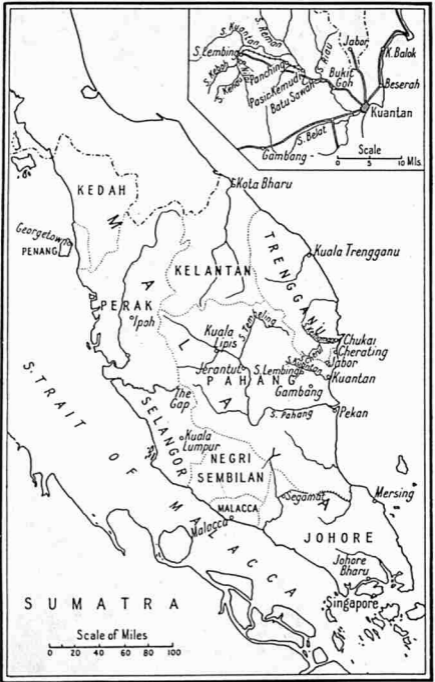 S. Kuantan
S. Reman
S. Riau
Jabor
K. Balok
S. Lembing
Panching
Bukit
Goh
Beserah
Pasir Kemudi
Batu Sawah
Kuantan
S. Belat
Gambang
Scale
0 5 10 Mls.
KEDAH
Kota Bharu
Georgetown
PENANG
KELANTAN
TRENGGANU
Kuala Trengganu
PERAK
Ipoh
MALAYA
Kuala
Lipis
S. Tembeling
Chukai
Cherating
Jabor
Jerantut
S. Lembing
Kuantan
PAHANG
Gambang
The
Gap
S. Pahang
Pekan
SELANGOR
Kuala
Lumpur
NEGRI
SEMBILAN
MALACCA
Segamat
Mersing
Malacca
JOHORE
Johore
Bharu
Singapore
STRAIT OF MALACCA
SUMATRA
Scale of Miles
0 20 40 60 80 100